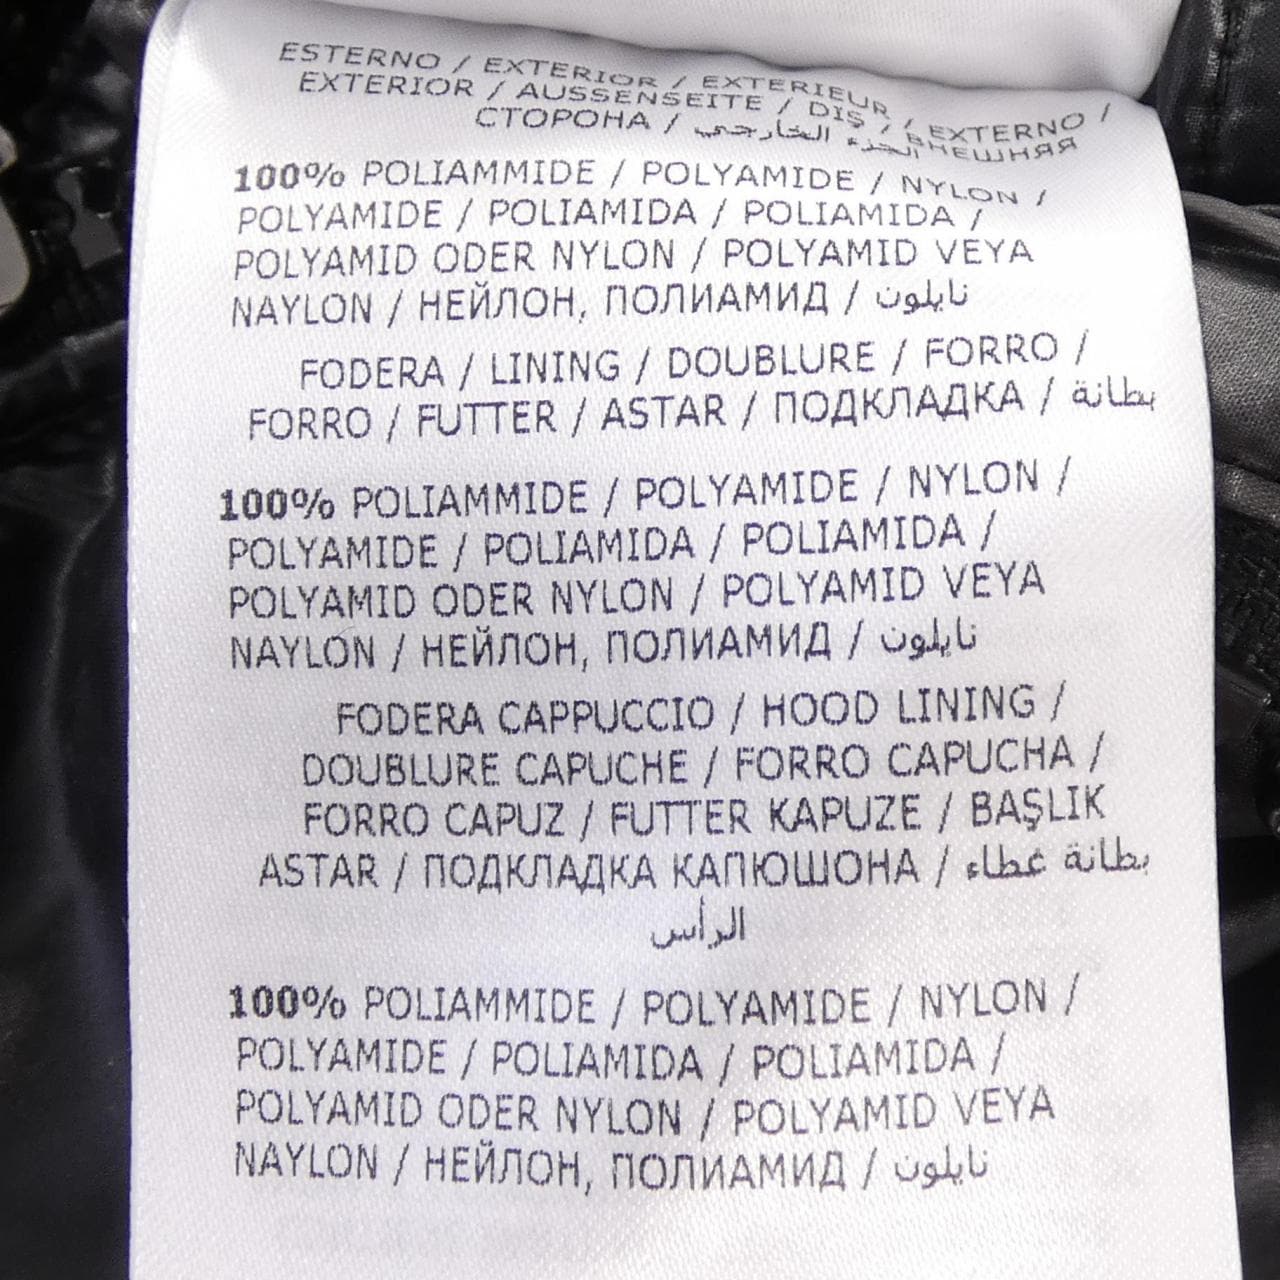 ESTERNO / EXTERIOR / EXTERIEUR / EXTERNO /
EXTERIOR / AUSSENSEITE / DIŞ / ВНЕШНЯЯ
СТОРОНА / الجزء الخارجي
100% POLIAMMIDE / POLYAMIDE / NYLON /
POLYAMIDE / POLIAMIDA / POLIAMIDA /
POLYAMID ODER NYLON / POLYAMID VEYA
NAYLON / НЕЙЛОН, ПОЛИАМИД / نايلون
FODERA / LINING / DOUBLURE / FORRO /
FORRO / FUTTER / ASTAR / ПОДКЛАДКА / بطانة
100% POLIAMMIDE / POLYAMIDE / NYLON /
POLYAMIDE / POLIAMIDA / POLIAMIDA /
POLYAMID ODER NYLON / POLYAMID VEYA
NAYLON / НЕЙЛОН, ПОЛИАМИД / نايلون
FODERA CAPPUCCIO / HOOD LINING /
DOUBLURE CAPUCHE / FORRO CAPUCHA /
FORRO CAPUZ / FUTTER KAPUZE / BAŞLIK
ASTAR / ПОДКЛАДКА КАПЮШОНА / بطانة غطاء
الرأس
100% POLIAMMIDE / POLYAMIDE / NYLON /
POLYAMIDE / POLIAMIDA / POLIAMIDA /
POLYAMID ODER NYLON / POLYAMID VEYA
NAYLON / НЕЙЛОН, ПОЛИАМИД / نايلون